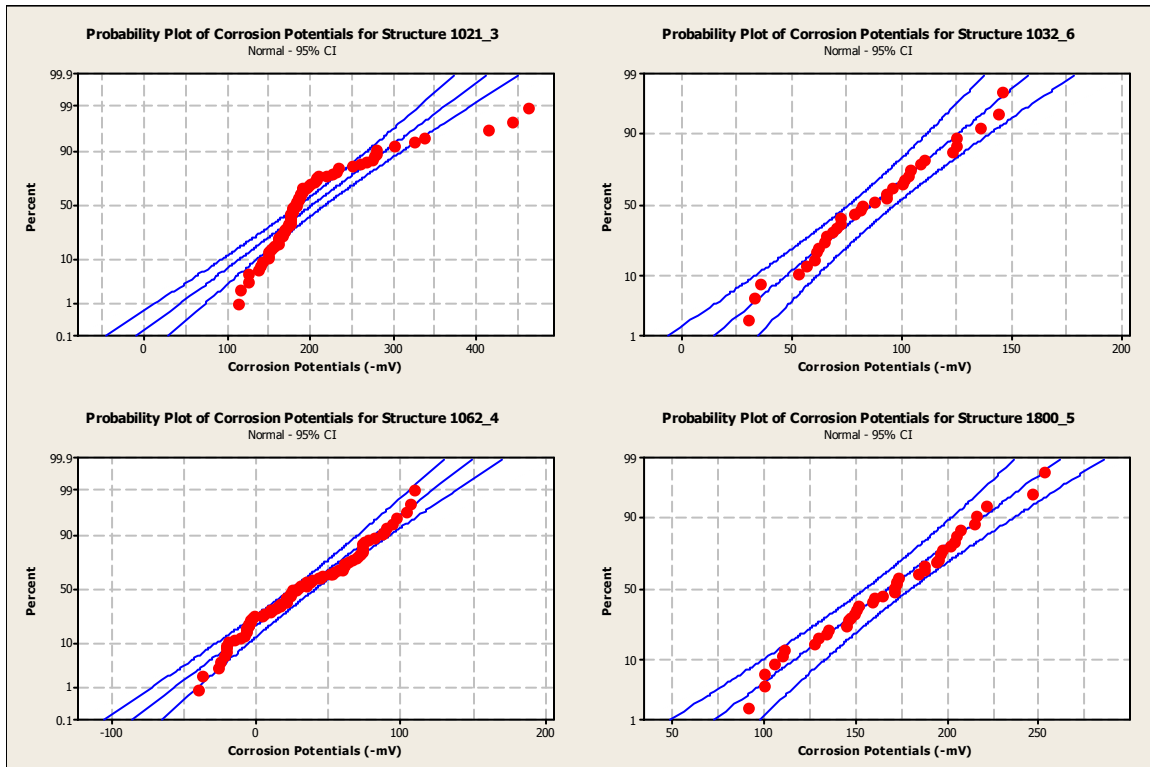 Probability Plot of Corrosion Potentials for Structure 1021_3
Normal - 95% CI
99.9
99
90
50
10
1
0.1
Percent
0
100
200
300
400
Corrosion Potentials (-mV)
Probability Plot of Corrosion Potentials for Structure 1032_6
Normal - 95% CI
99
90
50
10
1
Percent
0
50
100
150
200
Corrosion Potentials (-mV)
Probability Plot of Corrosion Potentials for Structure 1062_4
Normal - 95% CI
99.9
99
90
50
10
1
0.1
Percent
-100
0
100
200
Corrosion Potentials (-mV)
Probability Plot of Corrosion Potentials for Structure 1800_5
Normal - 95% CI
99
90
50
10
1
Percent
50
100
150
200
250
Corrosion Potentials (-mV)